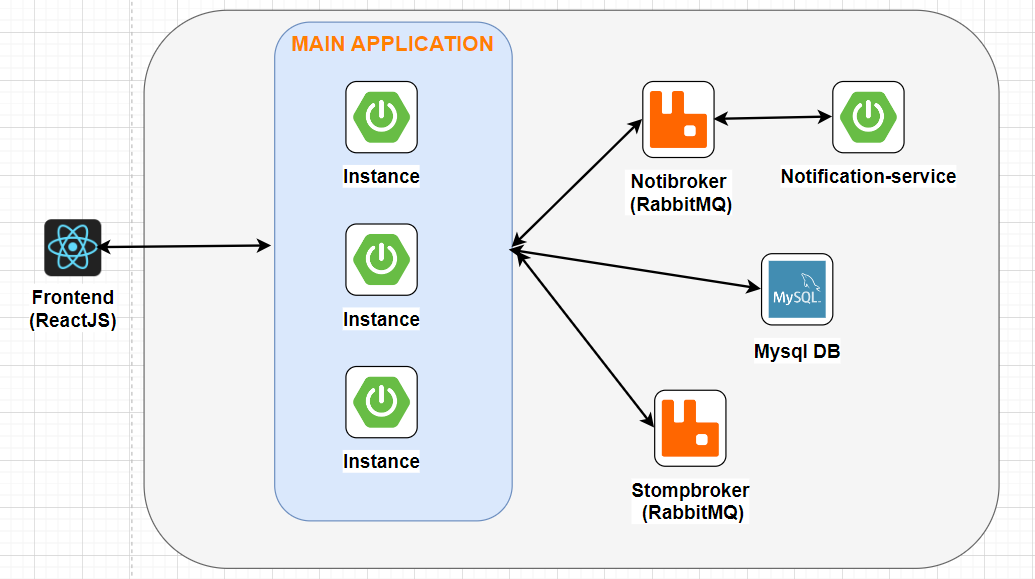 MAIN APPLICATION
Instance
Instance
Instance
Frontend
(ReactJS)
Notibroker
(RabbitMQ)
Notification-service
MySQL
Mysql DB
Stompbroker
(RabbitMQ)